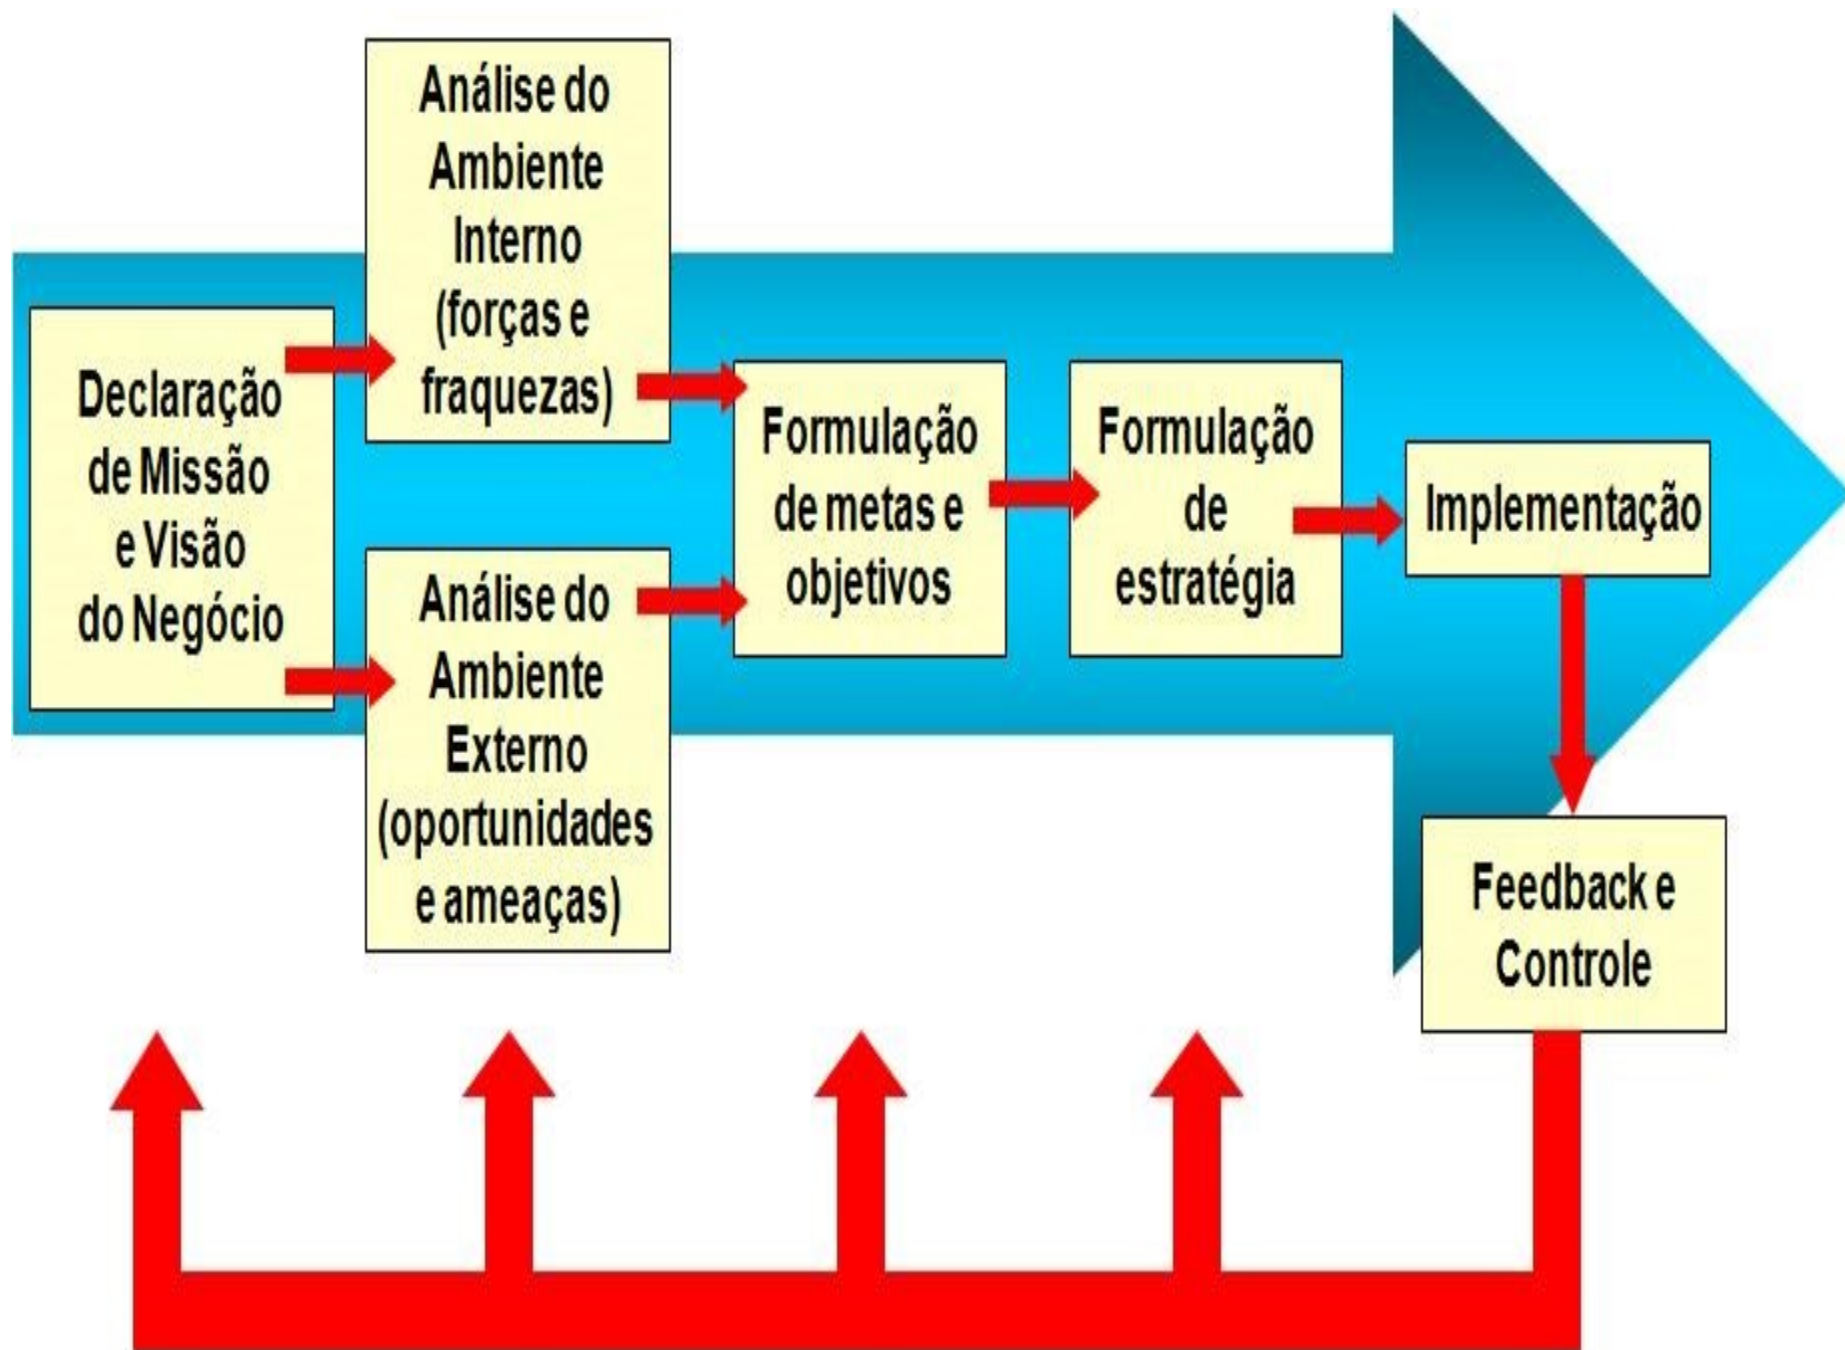 Declaração
de Missão
e Visão
do Negócio
Análise do
Ambiente
Interno
(forças e
fraquezas)
Análise do
Ambiente
Externo
(oportunidades
e ameaças)
Formulação
de metas e
objetivos
Formulação
de
estratégia
Implementação
Feedback e
Controle